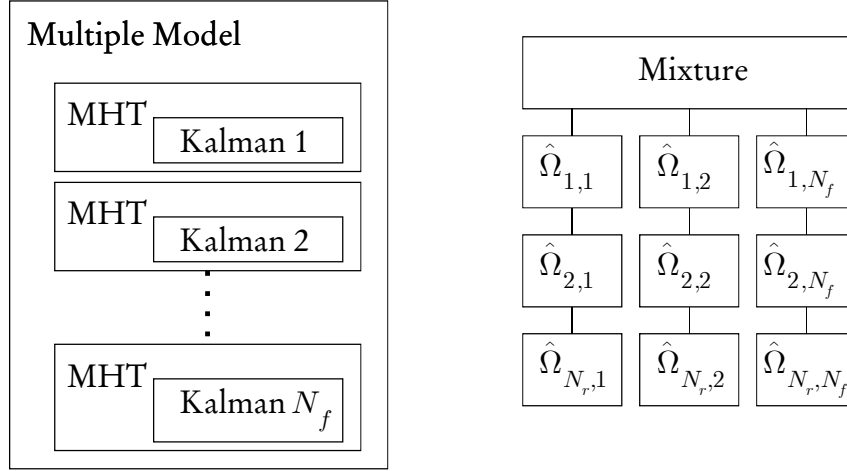 Multiple Model
MHT
Kalman 1
MHT
Kalman 2
MHT
Kalman N_f
Mixture
Ω̂_{1,1} Ω̂_{1,2} Ω̂_{1,N_f}
Ω̂_{2,1} Ω̂_{2,2} Ω̂_{2,N_f}
Ω̂_{N_r,1} Ω̂_{N_r,2} Ω̂_{N_r,N_f}